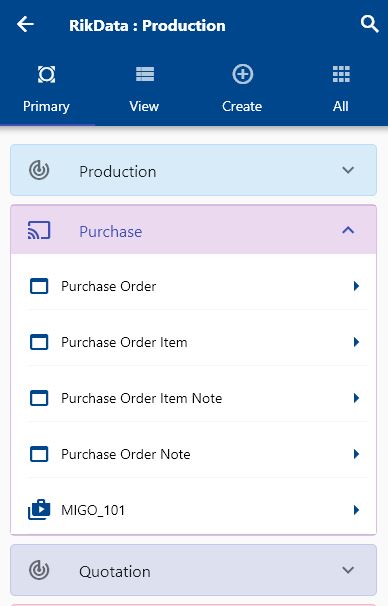 RikData : Production
Primary
View
Create
All
Production
Purchase
Purchase Order
Purchase Order Item
Purchase Order Item Note
Purchase Order Note
MIGO_101
Quotation